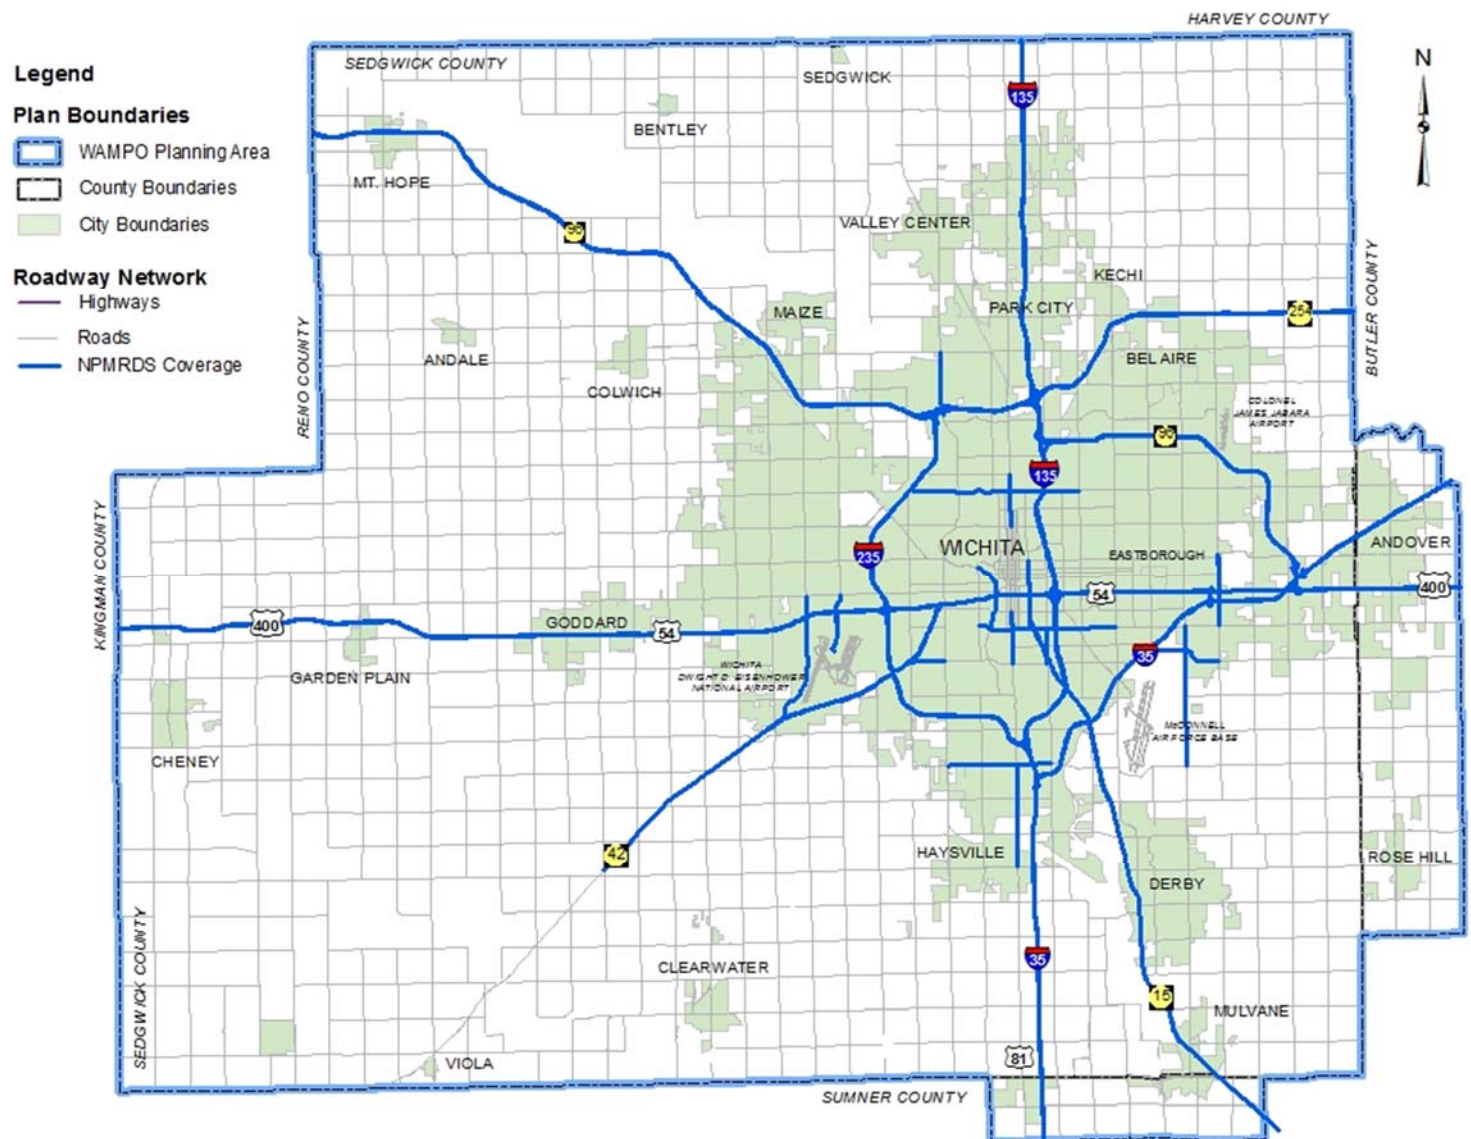 HARVEY COUNTY
Legend
Plan Boundaries
WAMPO Planning Area
County Boundaries
City Boundaries
Roadway Network
Highways
Roads
NPMRDS Coverage
N
SEDGWICK COUNTY
SEDGWICK
135
BENTLEY
MT. HOPE
96
VALLEY CENTER
KECHI
BUTLER COUNTY
MAIZE
PARK CITY
254
RENO COUNTY
ANDALE
BEL AIRE
COLWICH
COLONEL
JAMES JABARA
AIRPORT
96
135
KINGMAN COUNTY
235
WICHITA
EASTBOROUGH
ANDOVER
54
400
400
GODDARD
54
35
GARDEN PLAIN
WICHITA
DWIGHT D. EISENHOWER
NATIONAL AIRPORT
McCONNELL
AIR FORCE BASE
CHENEY
42
HAYSVILLE
ROSE HILL
DERBY
SEDGWICK COUNTY
35
CLEARWATER
15
MULVANE
VIOLA
81
SUMNER COUNTY